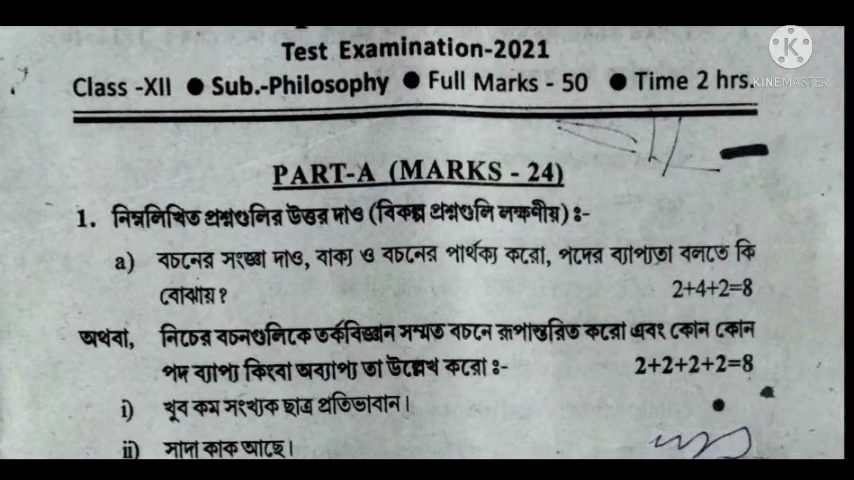 Test Examination-2021
Class -XII ● Sub.-Philosophy ● Full Marks - 50 ● Time 2 hrs.
KINEMASTER
PART-A (MARKS - 24)
1. নিম্নলিখিত প্রশ্নগুলির উত্তর দাও (বিকল্প প্রশ্নগুলি লক্ষণীয়) ঃ-
a) বচনের সংজ্ঞা দাও, বাক্য ও বচনের পার্থক্য করো, পদের ব্যাপ্যতা বলতে কি
বোঝায় ? 2+4+2=8
অথবা, নিচের বচনগুলিকে তর্কবিজ্ঞান সম্মত বচনে রূপান্তরিত করো এবং কোন কোন
পদ ব্যাপ্য কিংবা অব্যাপ্য তা উল্লেখ করো ঃ- 2+2+2+2=8
i) খুব কম সংখ্যক ছাত্র প্রতিভাবান।
ii) সাদা কাক আছে।